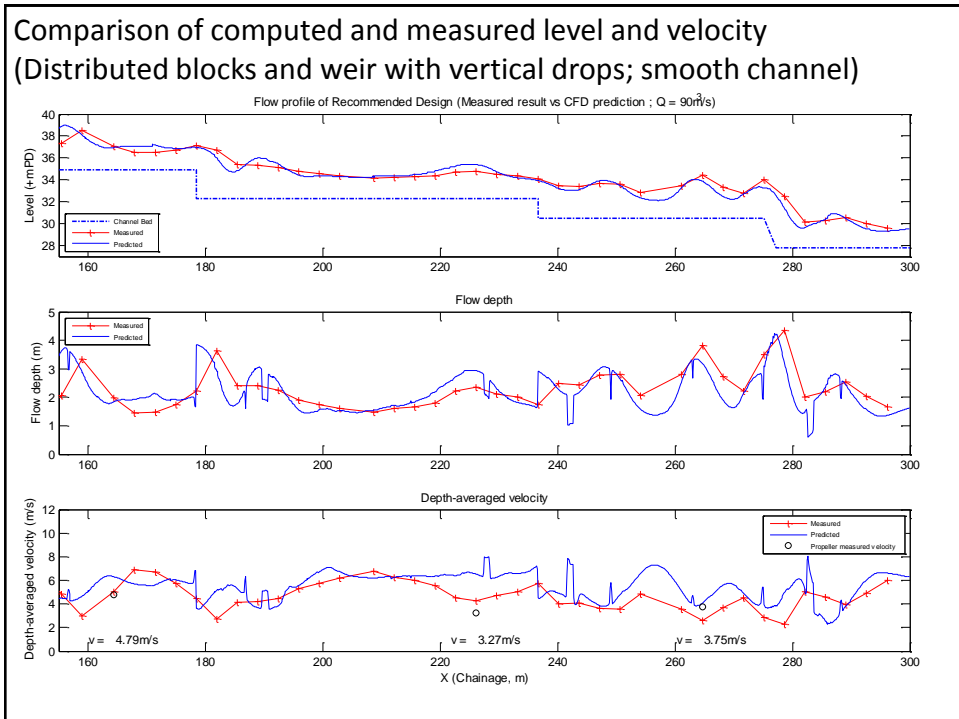 Comparison of computed and measured level and velocity
(Distributed blocks and weir with vertical drops; smooth channel)
Flow profile of Recommended Design (Measured result vs CFD prediction ; Q = 90m³/s)
Level (+mPD)
40
38
36
34
32
30
28
Channel Bed
Measured
Predicted
160 180 200 220 240 260 280 300
Flow depth
Flow depth (m)
5
4
3
2
1
0
Measured
Predicted
160 180 200 220 240 260 280 300
Depth-averaged velocity
Depth-averaged velocity (m/s)
12
10
8
6
4
2
0
Measured
Predicted
Propeller measured velocity
v = 4.79m/s v = 3.27m/s v = 3.75m/s
160 180 200 220 240 260 280 300
X (Chainage, m)